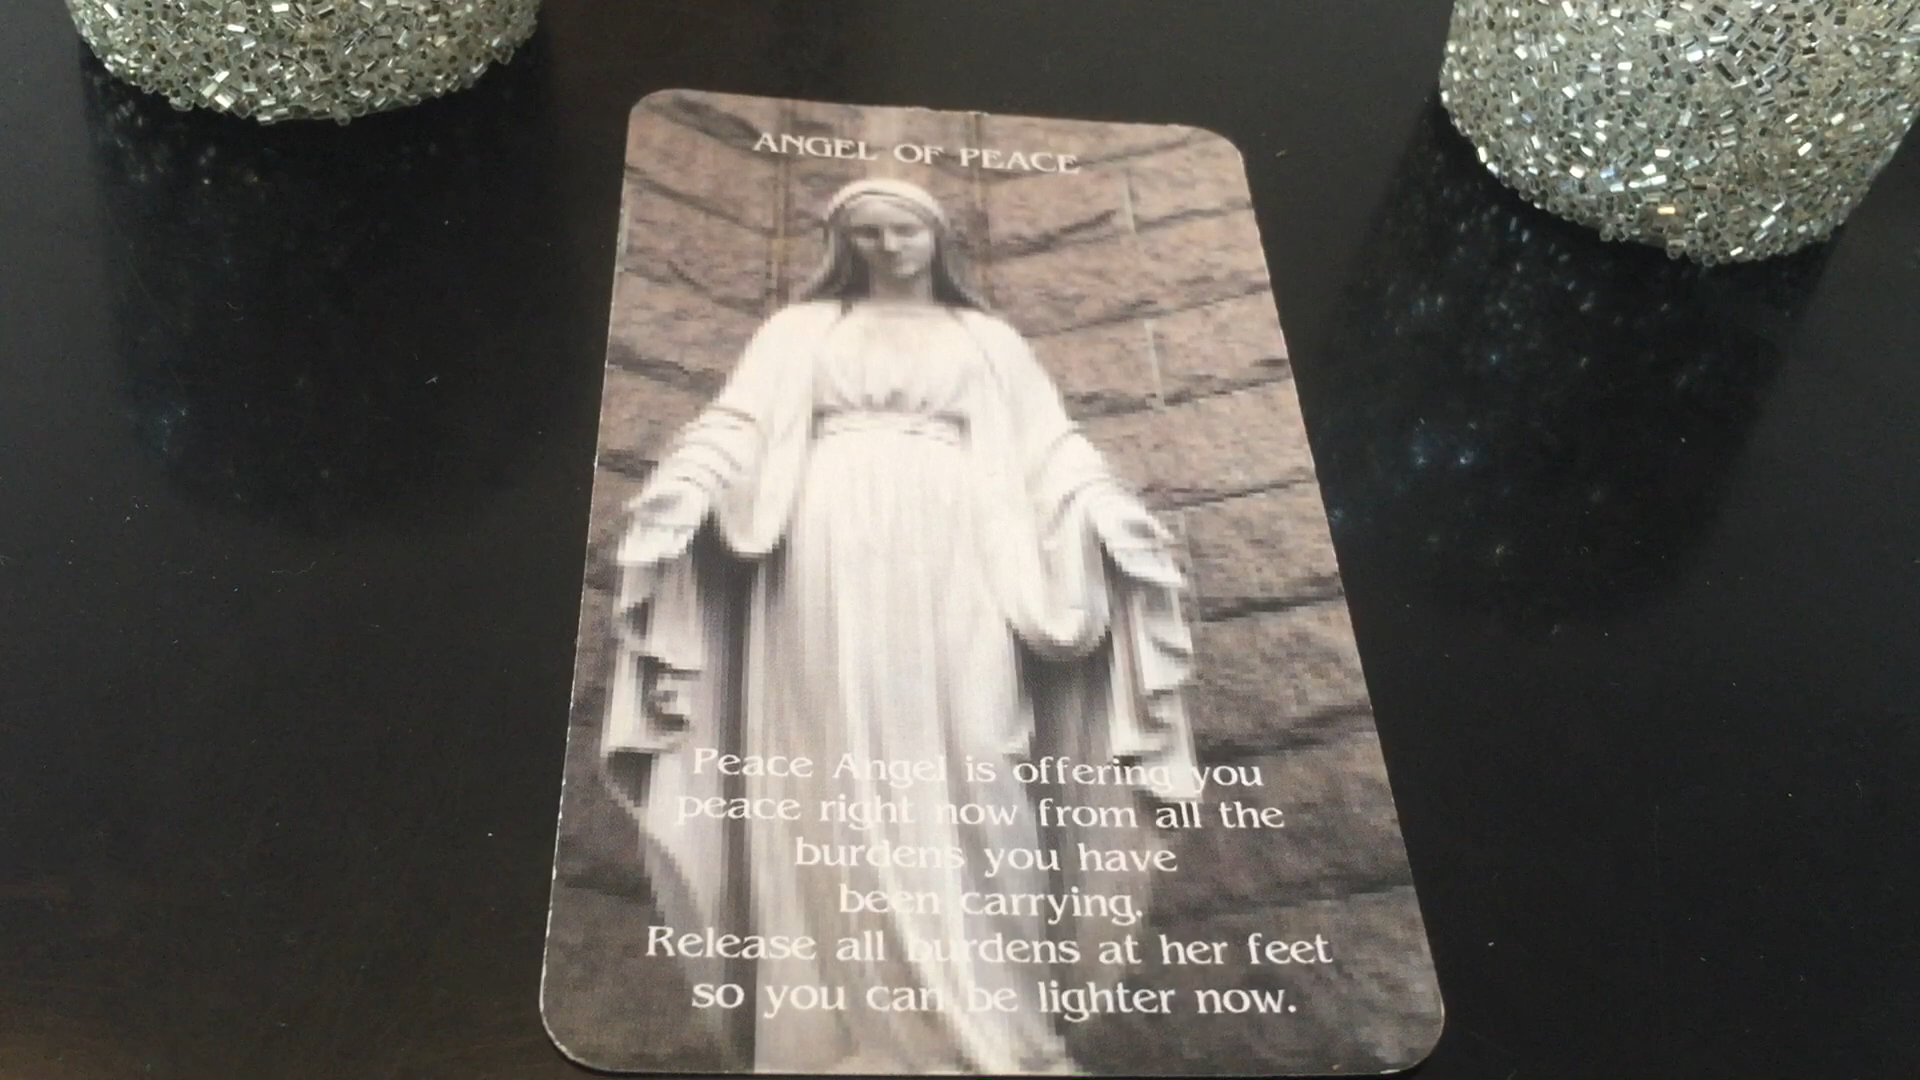 ANGEL OF PEACE
Peace Angel is offering you
peace right now from all the
burdens you have
been carrying.
Release all burdens at her feet
so you can be lighter now.